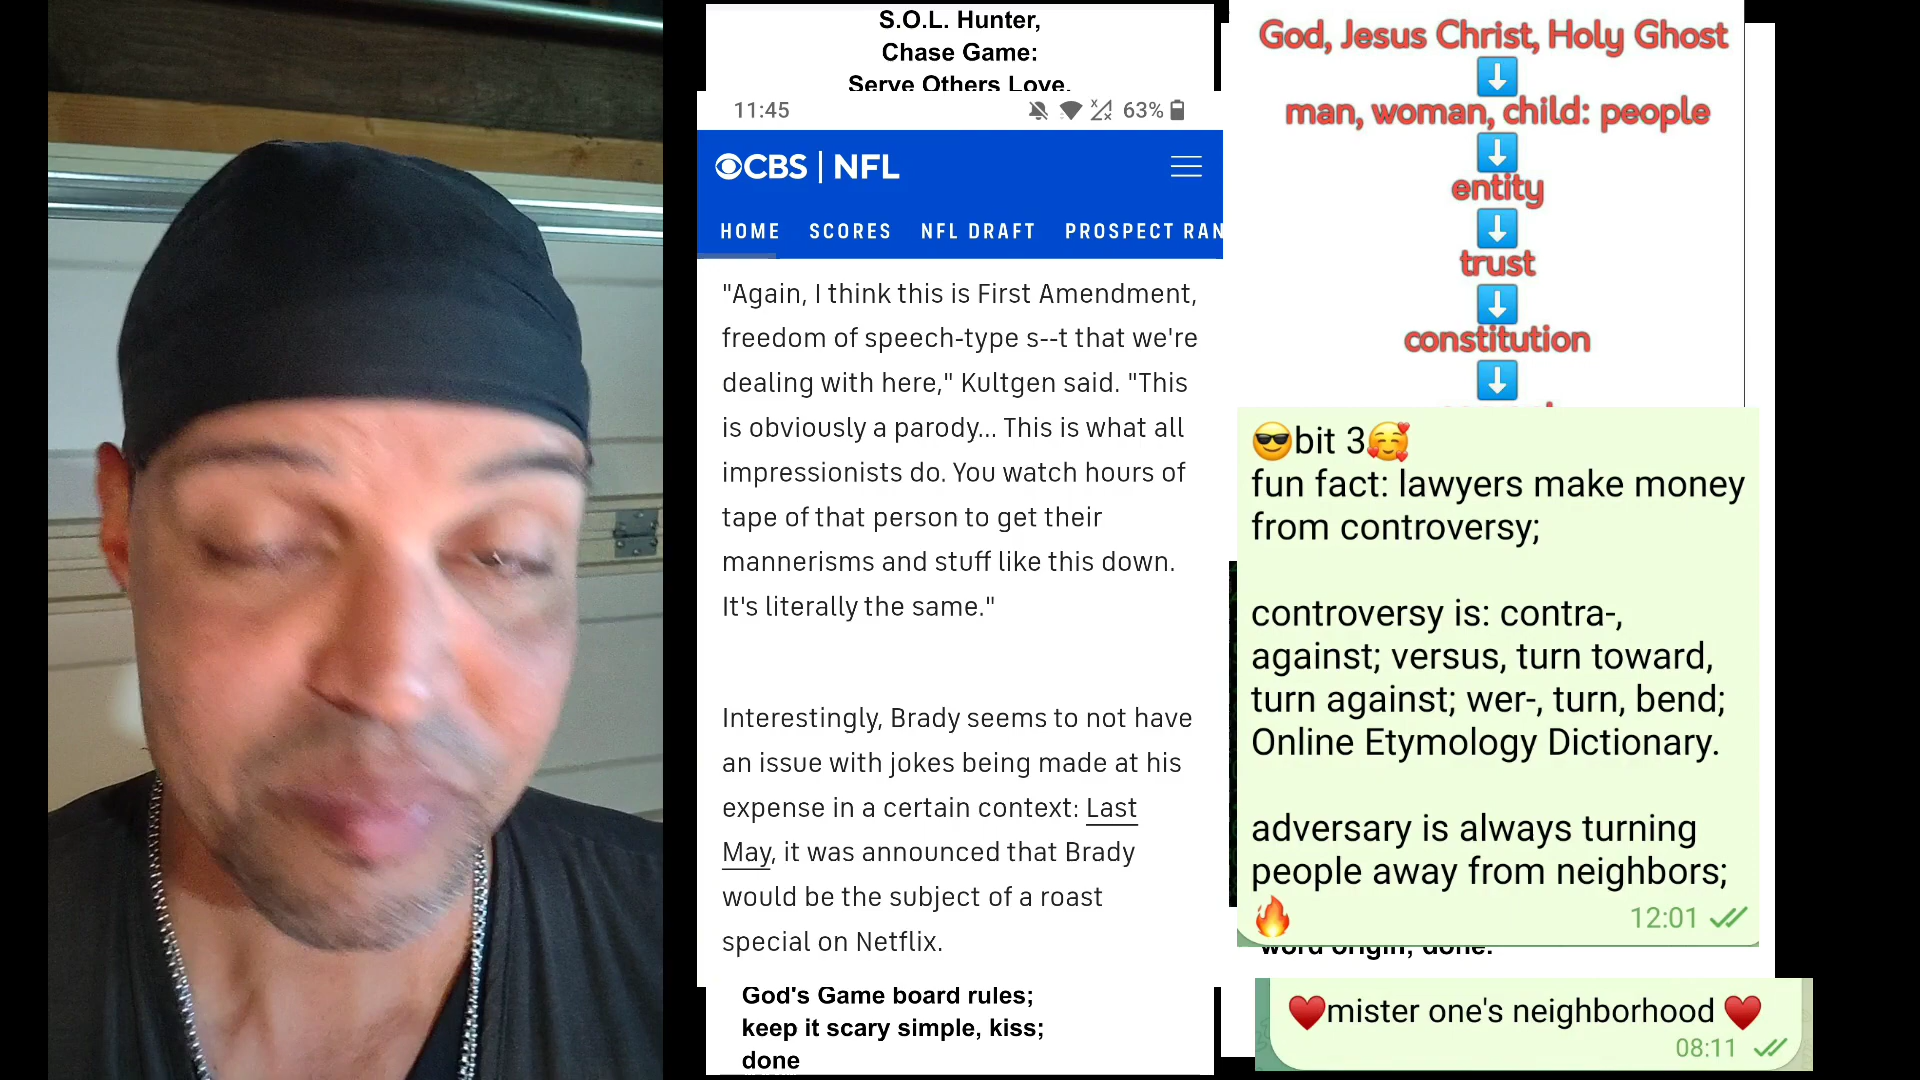 S.O.L. Hunter,
Chase Game:
Serve Others Love.
11:45
63%
CBS | NFL
HOME SCORES NFL DRAFT PROSPECT RAN
"Again, I think this is First Amendment,
freedom of speech-type s--t that we're
dealing with here," Kultgen said. "This
is obviously a parody... This is what all
impressionists do. You watch hours of
tape of that person to get their
mannerisms and stuff like this down.
It's literally the same."
Interestingly, Brady seems to not have
an issue with jokes being made at his
expense in a certain context: Last
May, it was announced that Brady
would be the subject of a roast
special on Netflix.
God's Game board rules;
keep it scary simple, kiss;
done
God, Jesus Christ, Holy Ghost
⬇️
man, woman, child: people
⬇️
entity
⬇️
trust
⬇️
constitution
⬇️
😎bit 3🥰
fun fact: lawyers make money
from controversy;
controversy is: contra-,
against; versus, turn toward,
turn against; wer-, turn, bend;
Online Etymology Dictionary.
adversary is always turning
people away from neighbors;
🔥
12:01
word origin, done.
♥️mister one's neighborhood ♥️
08:11